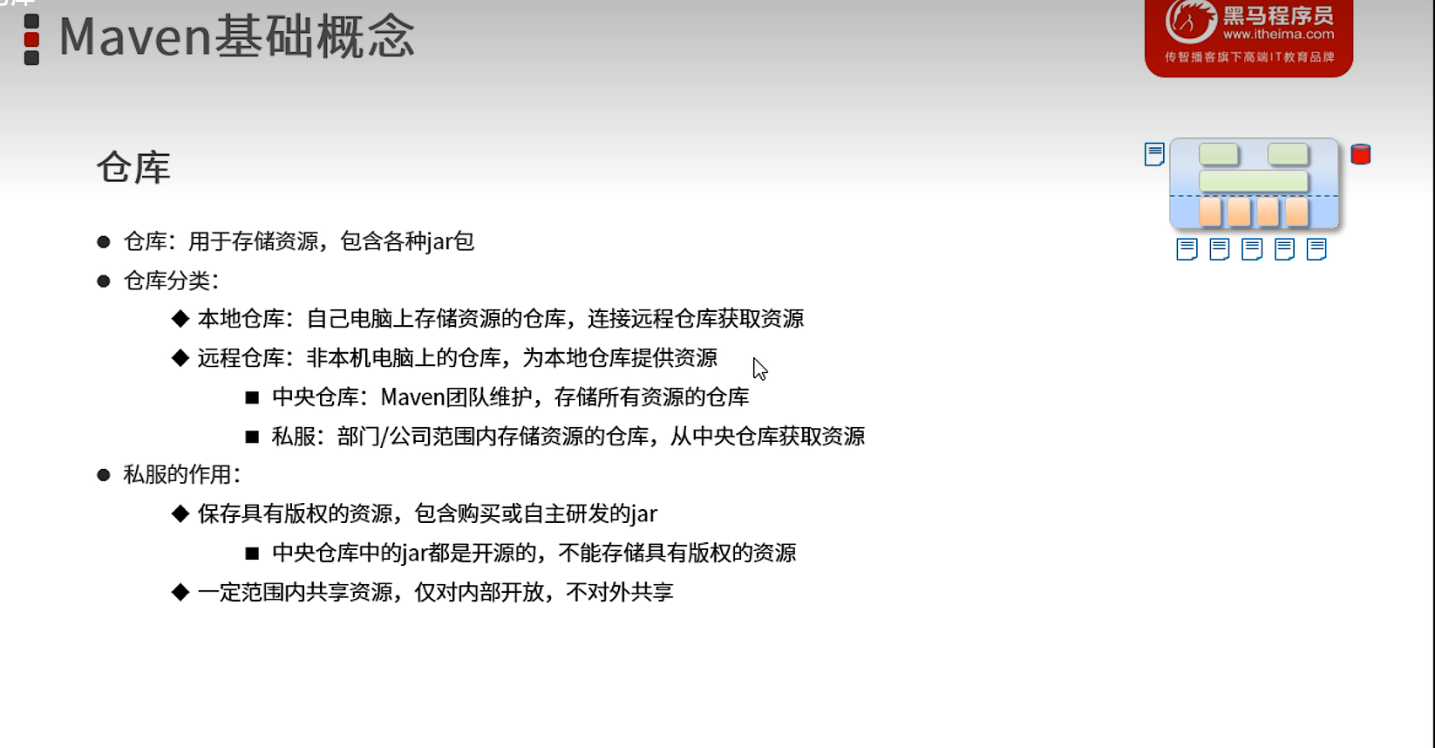 Maven基础概念
黑马程序员
www.itheima.com
传智播客旗下高端IT教育品牌
仓库
仓库：用于存储资源，包含各种jar包
仓库分类：
本地仓库：自己电脑上存储资源的仓库，连接远程仓库获取资源
远程仓库：非本机电脑上的仓库，为本地仓库提供资源
中央仓库：Maven团队维护，存储所有资源的仓库
私服：部门/公司范围内存储资源的仓库，从中央仓库获取资源
私服的作用：
保存具有版权的资源，包含购买或自主研发的jar
中央仓库中的jar都是开源的，不能存储具有版权的资源
一定范围内共享资源，仅对内部开放，不对外共享